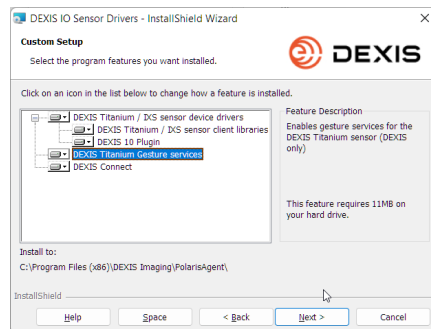 DEXIS IO Sensor Drivers - InstallShield Wizard
Custom Setup
Select the program features you want installed.
DEXIS
Click on an icon in the list below to change how a feature is installed.
DEXIS Titanium / IXS sensor device drivers
DEXIS Titanium / IXS sensor client libraries
DEXIS 10 Plugin
DEXIS Titanium Gesture services
DEXIS Connect
Feature Description
Enables gesture services for the
DEXIS Titanium sensor (DEXIS
only)
This feature requires 11MB on
your hard drive.
Install to:
C:\Program Files (x86)\DEXIS Imaging\PolarisAgent\
InstallShield
Help
Space
< Back
Next >
Cancel